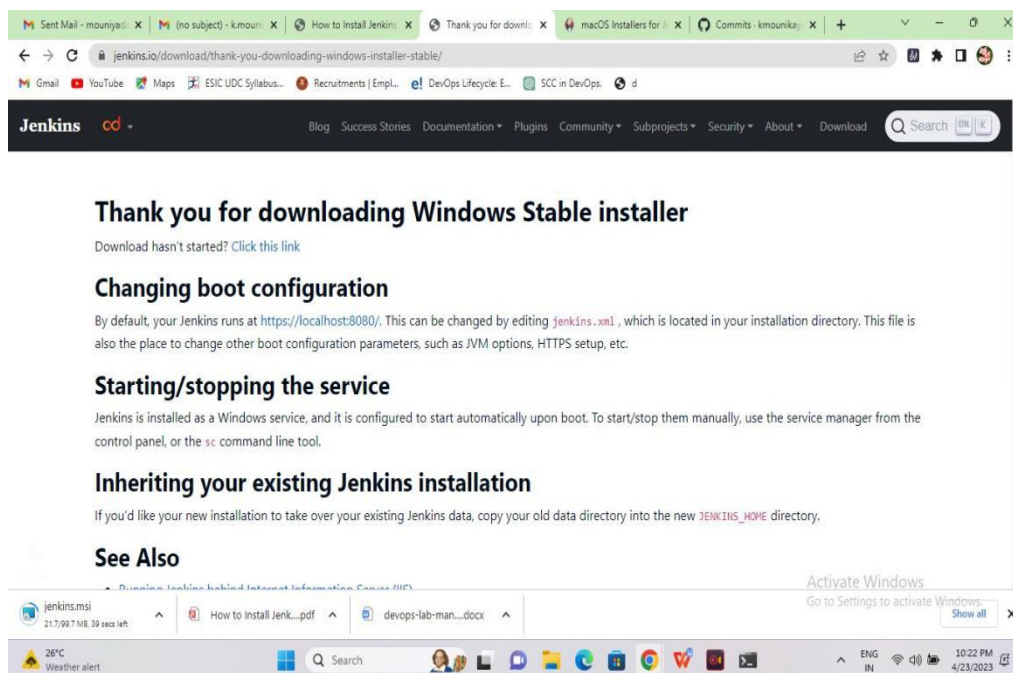 Sent Mail - mouniyad
(no subject) - k.moun
How to Install Jenkins
Thank you for downlo
macOS Installers for J
Commits · kmounikay
jenkins.io/download/thank-you-downloading-windows-installer-stable/
Gmail YouTube Maps ESIC UDC Syllabus... Recruitments | Empl... DevOps Lifecycle: E... SCC in DevOps. d
Jenkins cd Blog Success Stories Documentation Plugins Community Subprojects Security About Download Search K
Thank you for downloading Windows Stable installer
Download hasn't started? Click this link
Changing boot configuration
By default, your Jenkins runs at https://localhost:8080/. This can be changed by editing jenkins.xml , which is located in your installation directory. This file is
also the place to change other boot configuration parameters, such as JVM options, HTTPS setup, etc.
Starting/stopping the service
Jenkins is installed as a Windows service, and it is configured to start automatically upon boot. To start/stop them manually, use the service manager from the
control panel, or the sc command line tool.
Inheriting your existing Jenkins installation
If you'd like your new installation to take over your existing Jenkins data, copy your old data directory into the new JENKINS_HOME directory.
See Also
Running Jenkins behind Internet Information Server (IIS)
Activate Windows
Go to Settings to activate Windows.
jenkins.msi
21.7/99.7 MB, 39 secs left
How to Install Jenk....pdf
devops-lab-man....docx
Show all
26°C
Weather alert
Search
ENG
IN
10:22 PM
4/23/2023